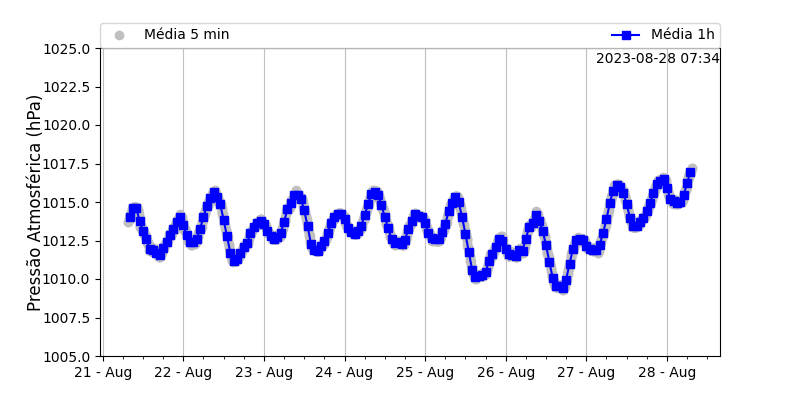 Média 5 min
Média 1h
2023-08-28 07:34
Pressão Atmosférica (hPa)
1025.0
1022.5
1020.0
1017.5
1015.0
1012.5
1010.0
1007.5
1005.0
21 - Aug
22 - Aug
23 - Aug
24 - Aug
25 - Aug
26 - Aug
27 - Aug
28 - Aug